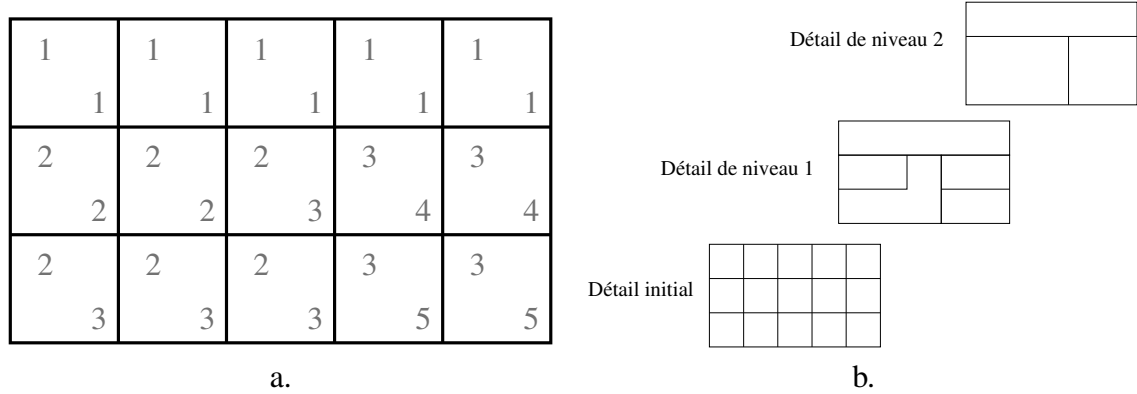 1 1 1 1 1
1 1 1 1 1
2 2 2 3 3
2 2 3 4 4
2 2 2 3 3
3 3 3 5 5
a.
Détail de niveau 2
Détail de niveau 1
Détail initial
b.